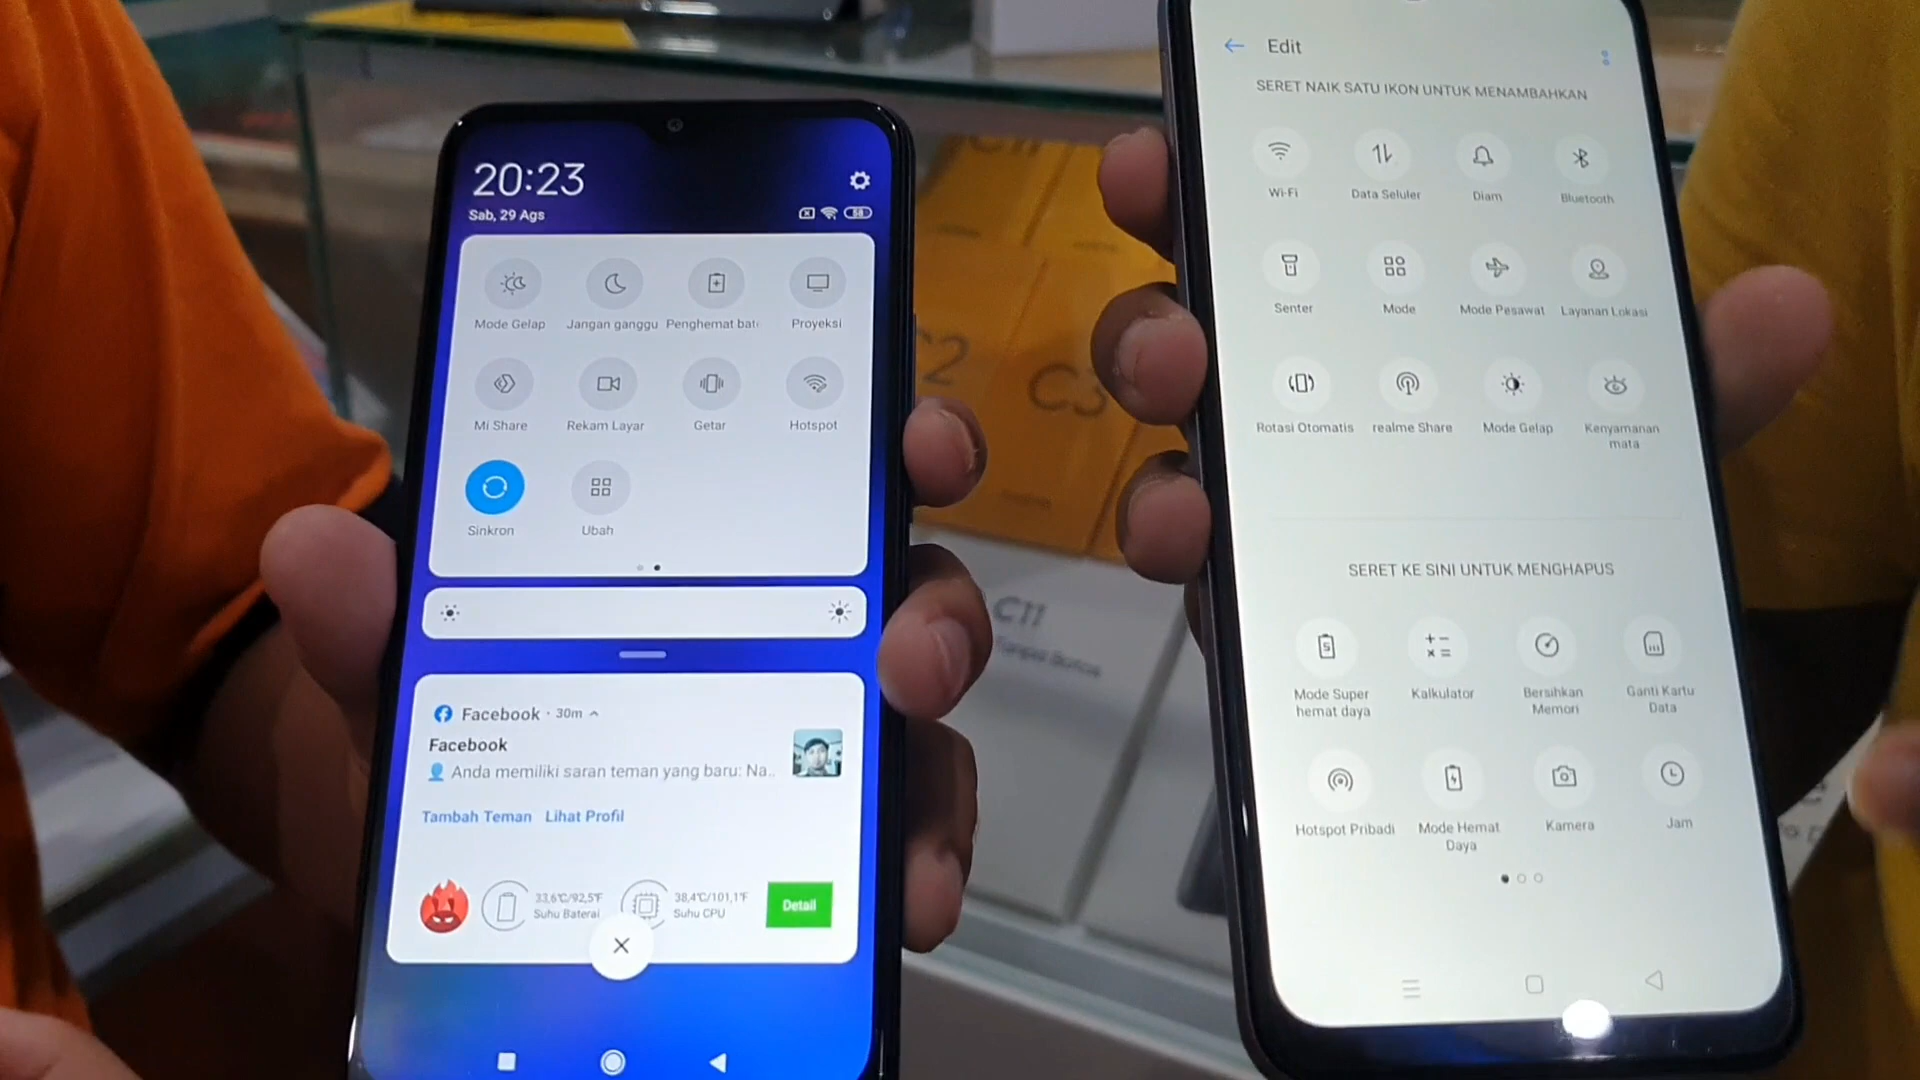 20:23
Sab, 29 Ags
58
Mode Gelap
Jangan ganggu
Penghemat bat
Proyeksi
Mi Share
Rekam Layar
Getar
Hotspot
Sinkron
Ubah
Facebook · 30m
Facebook
Anda memiliki saran teman yang baru: Na..
Tambah Teman Lihat Profil
33,6℃/92,5℉
Suhu Baterai
38,4℃/101,1℉
Suhu CPU
Detail
Edit
SERET NAIK SATU IKON UNTUK MENAMBAHKAN
Wi-Fi
Data Seluler
Diam
Bluetooth
Senter
Mode
Mode Pesawat
Layanan Lokasi
Rotasi Otomatis
realme Share
Mode Gelap
Kenyamanan
mata
SERET KE SINI UNTUK MENGHAPUS
Mode Super
hemat daya
Kalkulator
Bersihkan
Memori
Ganti Kartu
Data
Hotspot Pribadi
Mode Hemat
Daya
Kamera
Jam
C11
C3
C11